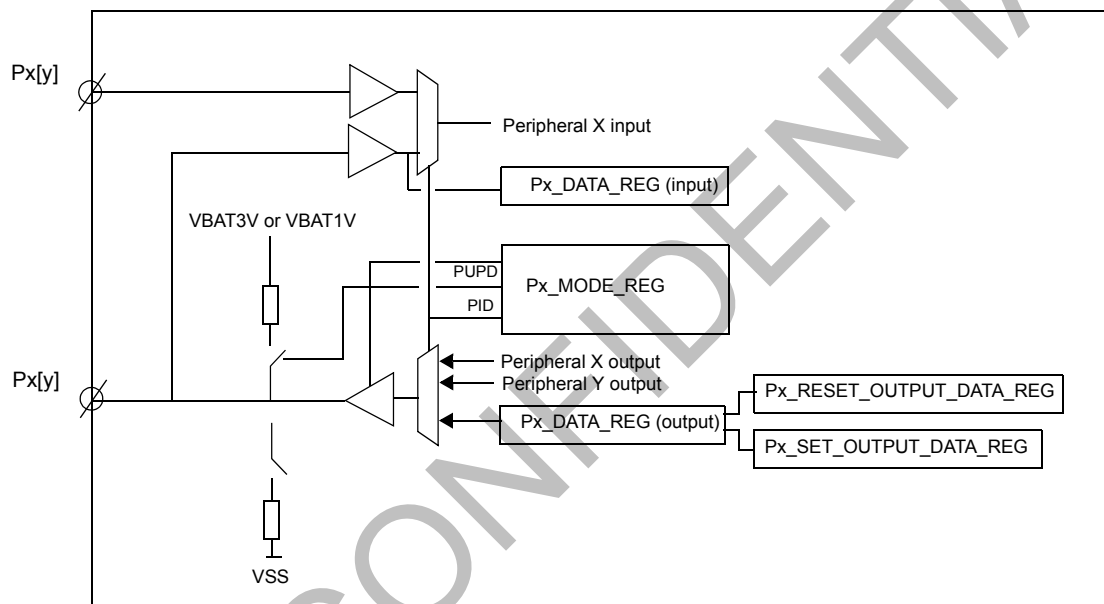 Px[y]
Peripheral X input
Px_DATA_REG (input)
VBAT3V or VBAT1V
PUPD
Px_MODE_REG
PID
Peripheral X output
Px[y]
Peripheral Y output
Px_RESET_OUTPUT_DATA_REG
Px_DATA_REG (output)
Px_SET_OUTPUT_DATA_REG
VSS
CONFIDENTIA